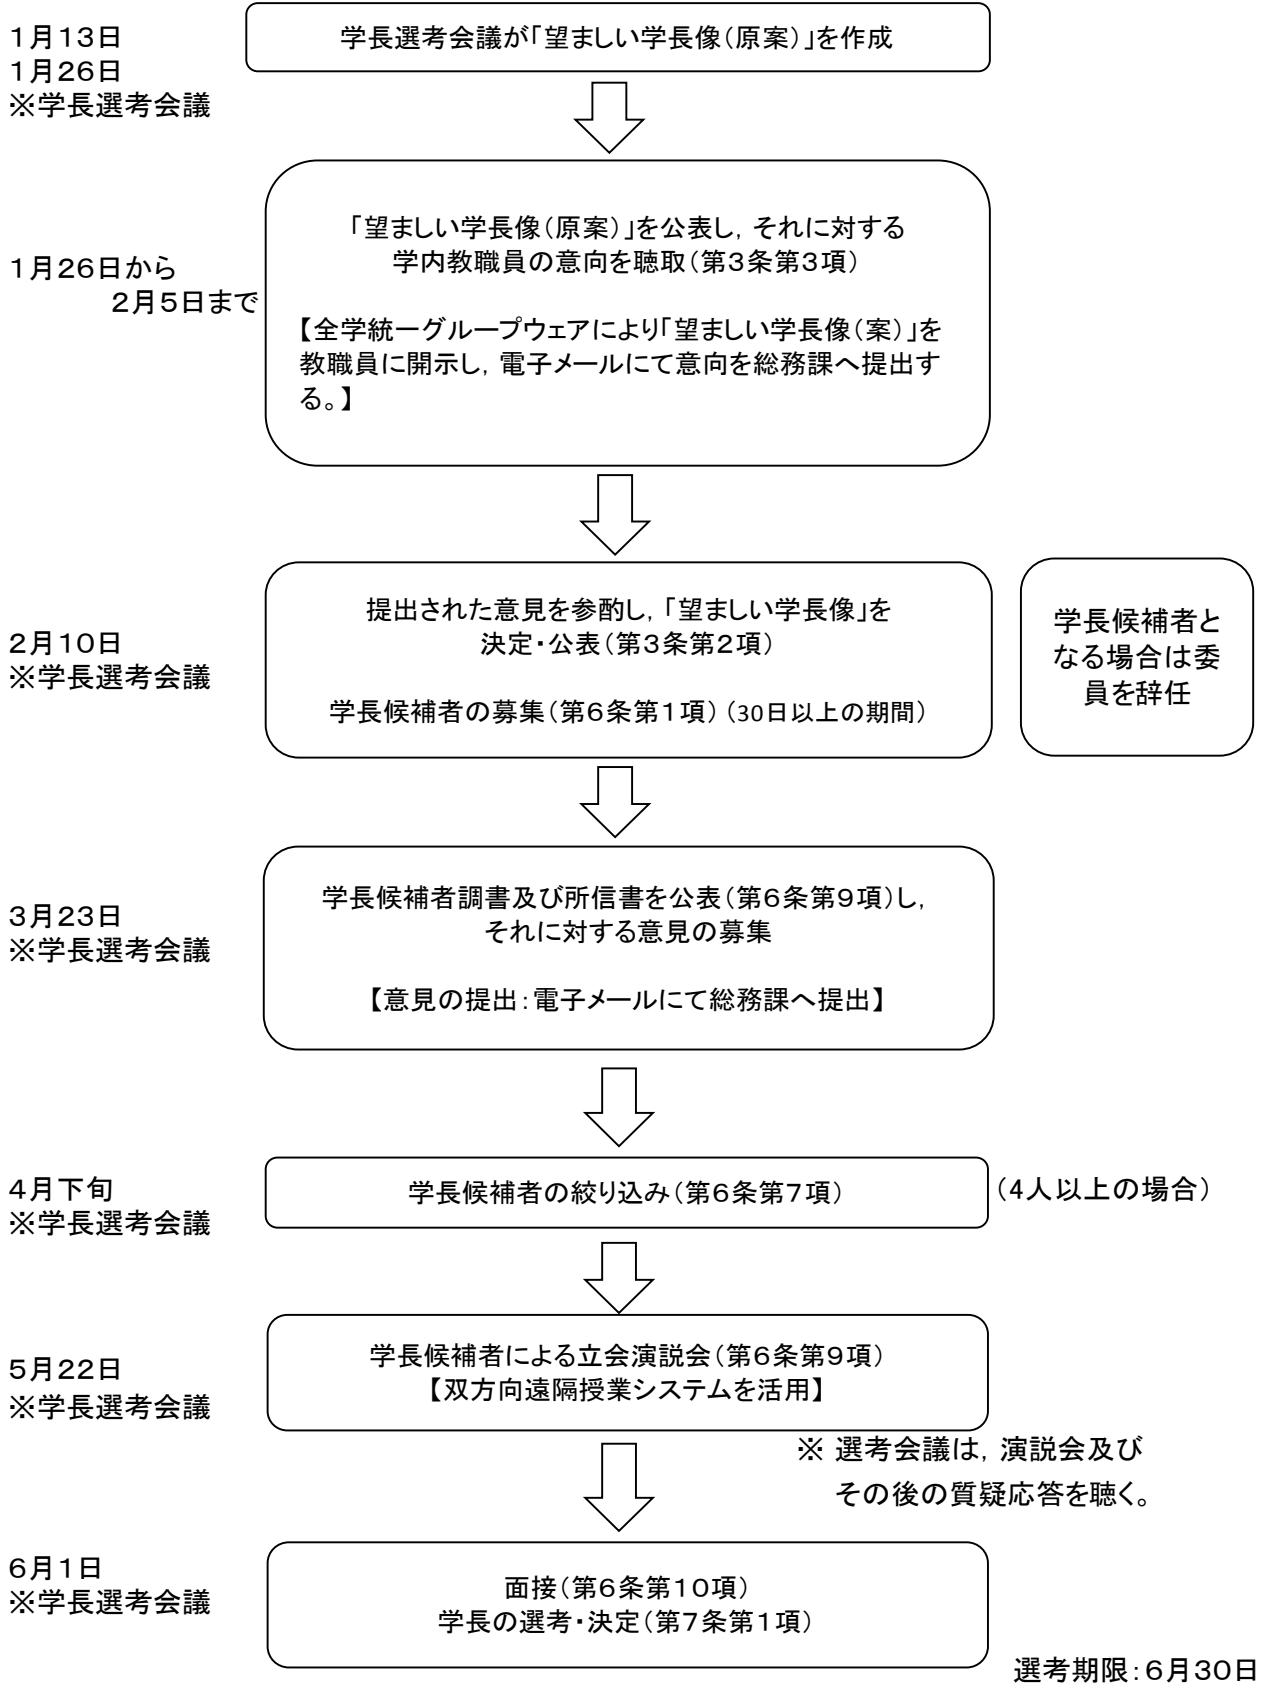 1月13日
1月26日
※学長選考会議
学長選考会議が「望ましい学長像(原案)」を作成
1月26日から
2月5日まで
「望ましい学長像(原案)」を公表し,それに対する
学内教職員の意向を聴取(第3条第3項)
【全学統一グループウェアにより「望ましい学長像(案)」を
教職員に開示し,電子メールにて意向を総務課へ提出す
る。】
2月10日
※学長選考会議
提出された意見を参酌し,「望ましい学長像」を
決定・公表(第3条第2項)
学長候補者の募集(第6条第1項)(30日以上の期間)
学長候補者と
なる場合は委
員を辞任
3月23日
※学長選考会議
学長候補者調書及び所信書を公表(第6条第9項)し,
それに対する意見の募集
【意見の提出:電子メールにて総務課へ提出】
4月下旬
※学長選考会議
学長候補者の絞り込み(第6条第7項)
(4人以上の場合)
5月22日
※学長選考会議
学長候補者による立会演説会(第6条第9項)
【双方向遠隔授業システムを活用】
※ 選考会議は,演説会及び
その後の質疑応答を聴く。
6月1日
※学長選考会議
面接(第6条第10項)
学長の選考・決定(第7条第1項)
選考期限:6月30日